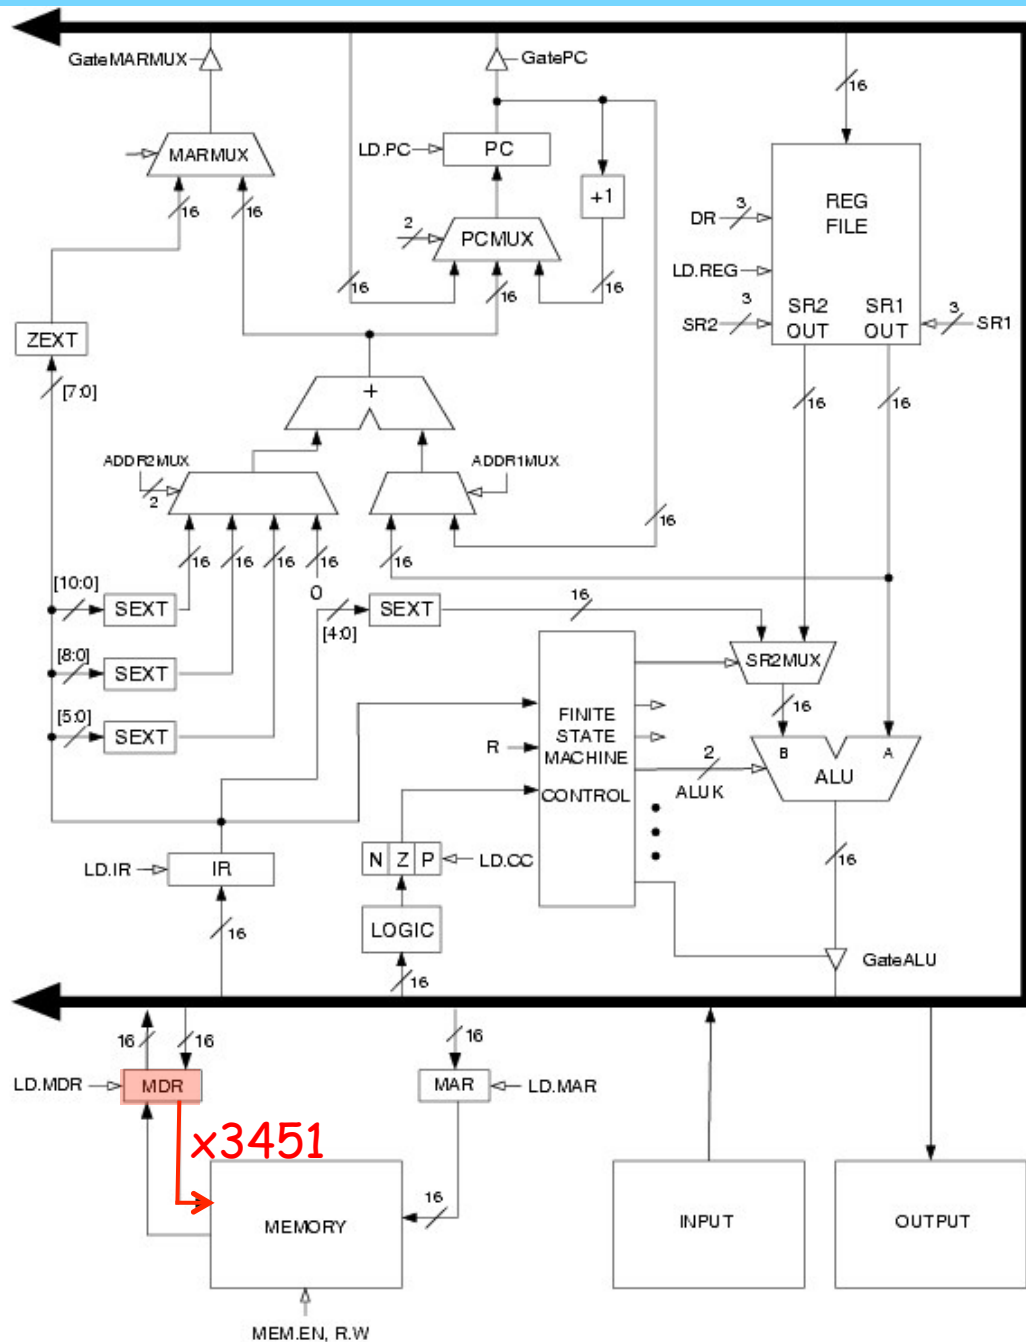 GateMARMUX
GatePC
16
MARMUX
LD.PC
PC
+1
REG
FILE
3
DR
LD.REG
3
SR2
SR2
OUT
SR1
OUT
3
SR1
16
16
2
PCMUX
16
16
16
ZEXT
[7:0]
+
16
16
ADDR2MUX
2
ADDR1MUX
16
16
16
16
16
0
16
[10:0]
SEXT
[8:0]
SEXT
[5:0]
SEXT
[4:0]
SEXT
16
SR2MUX
16
FINITE
STATE
MACHINE
CONTROL
R
2
ALUK
B
A
ALU
16
N Z P
LD.CC
LD.IR
IR
16
LOGIC
16
GateALU
16
16
16
LD.MDR
MDR
MAR
LD.MAR
x3451
MEMORY
16
INPUT
OUTPUT
MEM.EN, R.W